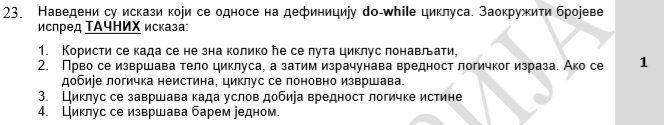 23. Наведени су искази који се односе на дефиницију do-while циклуса. Заокружити бројеве
испред ТАЧНИХ исказа:
1. Користи се када се не зна колико ће се пута циклус понављати,
2. Прво се извршава тело циклуса, а затим израчунава вредност логичког израза. Ако се
добије логичка неистина, циклус се поновно извршава.
3. Циклус се завршава када услов добија вредност логичке истине
4. Циклус се извршава барем једном.
1